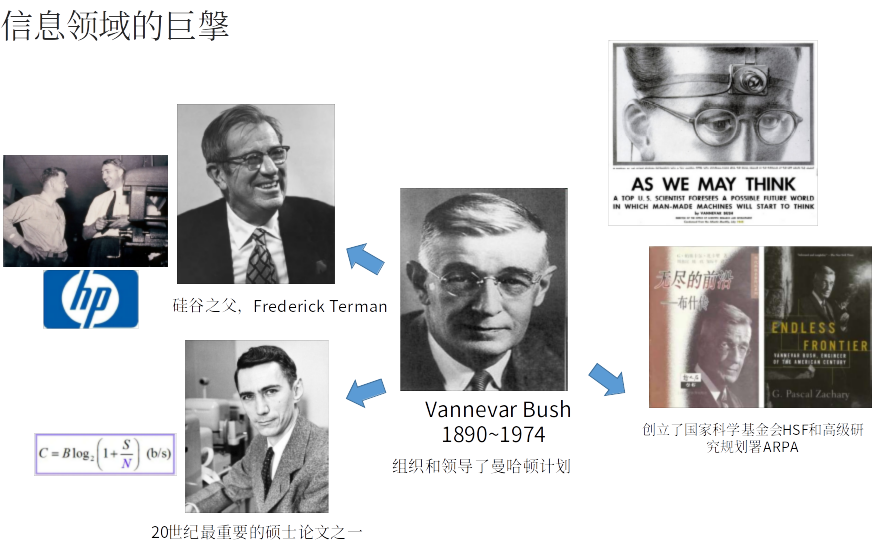 信息领域的巨擘
AS WE MAY THINK
A TOP U.S. SCIENTIST FORESEES A POSSIBLE FUTURE WORLD
IN WHICH MAN-MADE MACHINES WILL START TO THINK
by VANNEVAR BUSH
hp
硅谷之父，Frederick Terman
无尽的前沿
——布什传
ENDLESS
FRONTIER
VANNEVAR BUSH, ENGINEER
OF THE AMERICAN CENTURY
G. Pascal Zachary
Vannevar Bush
1890~1974
组织和领导了曼哈顿计划
创立了国家科学基金会HSF和高级研
究规划署ARPA
C = B log₂(1 + S/N) (b/s)
20世纪最重要的硕士论文之一